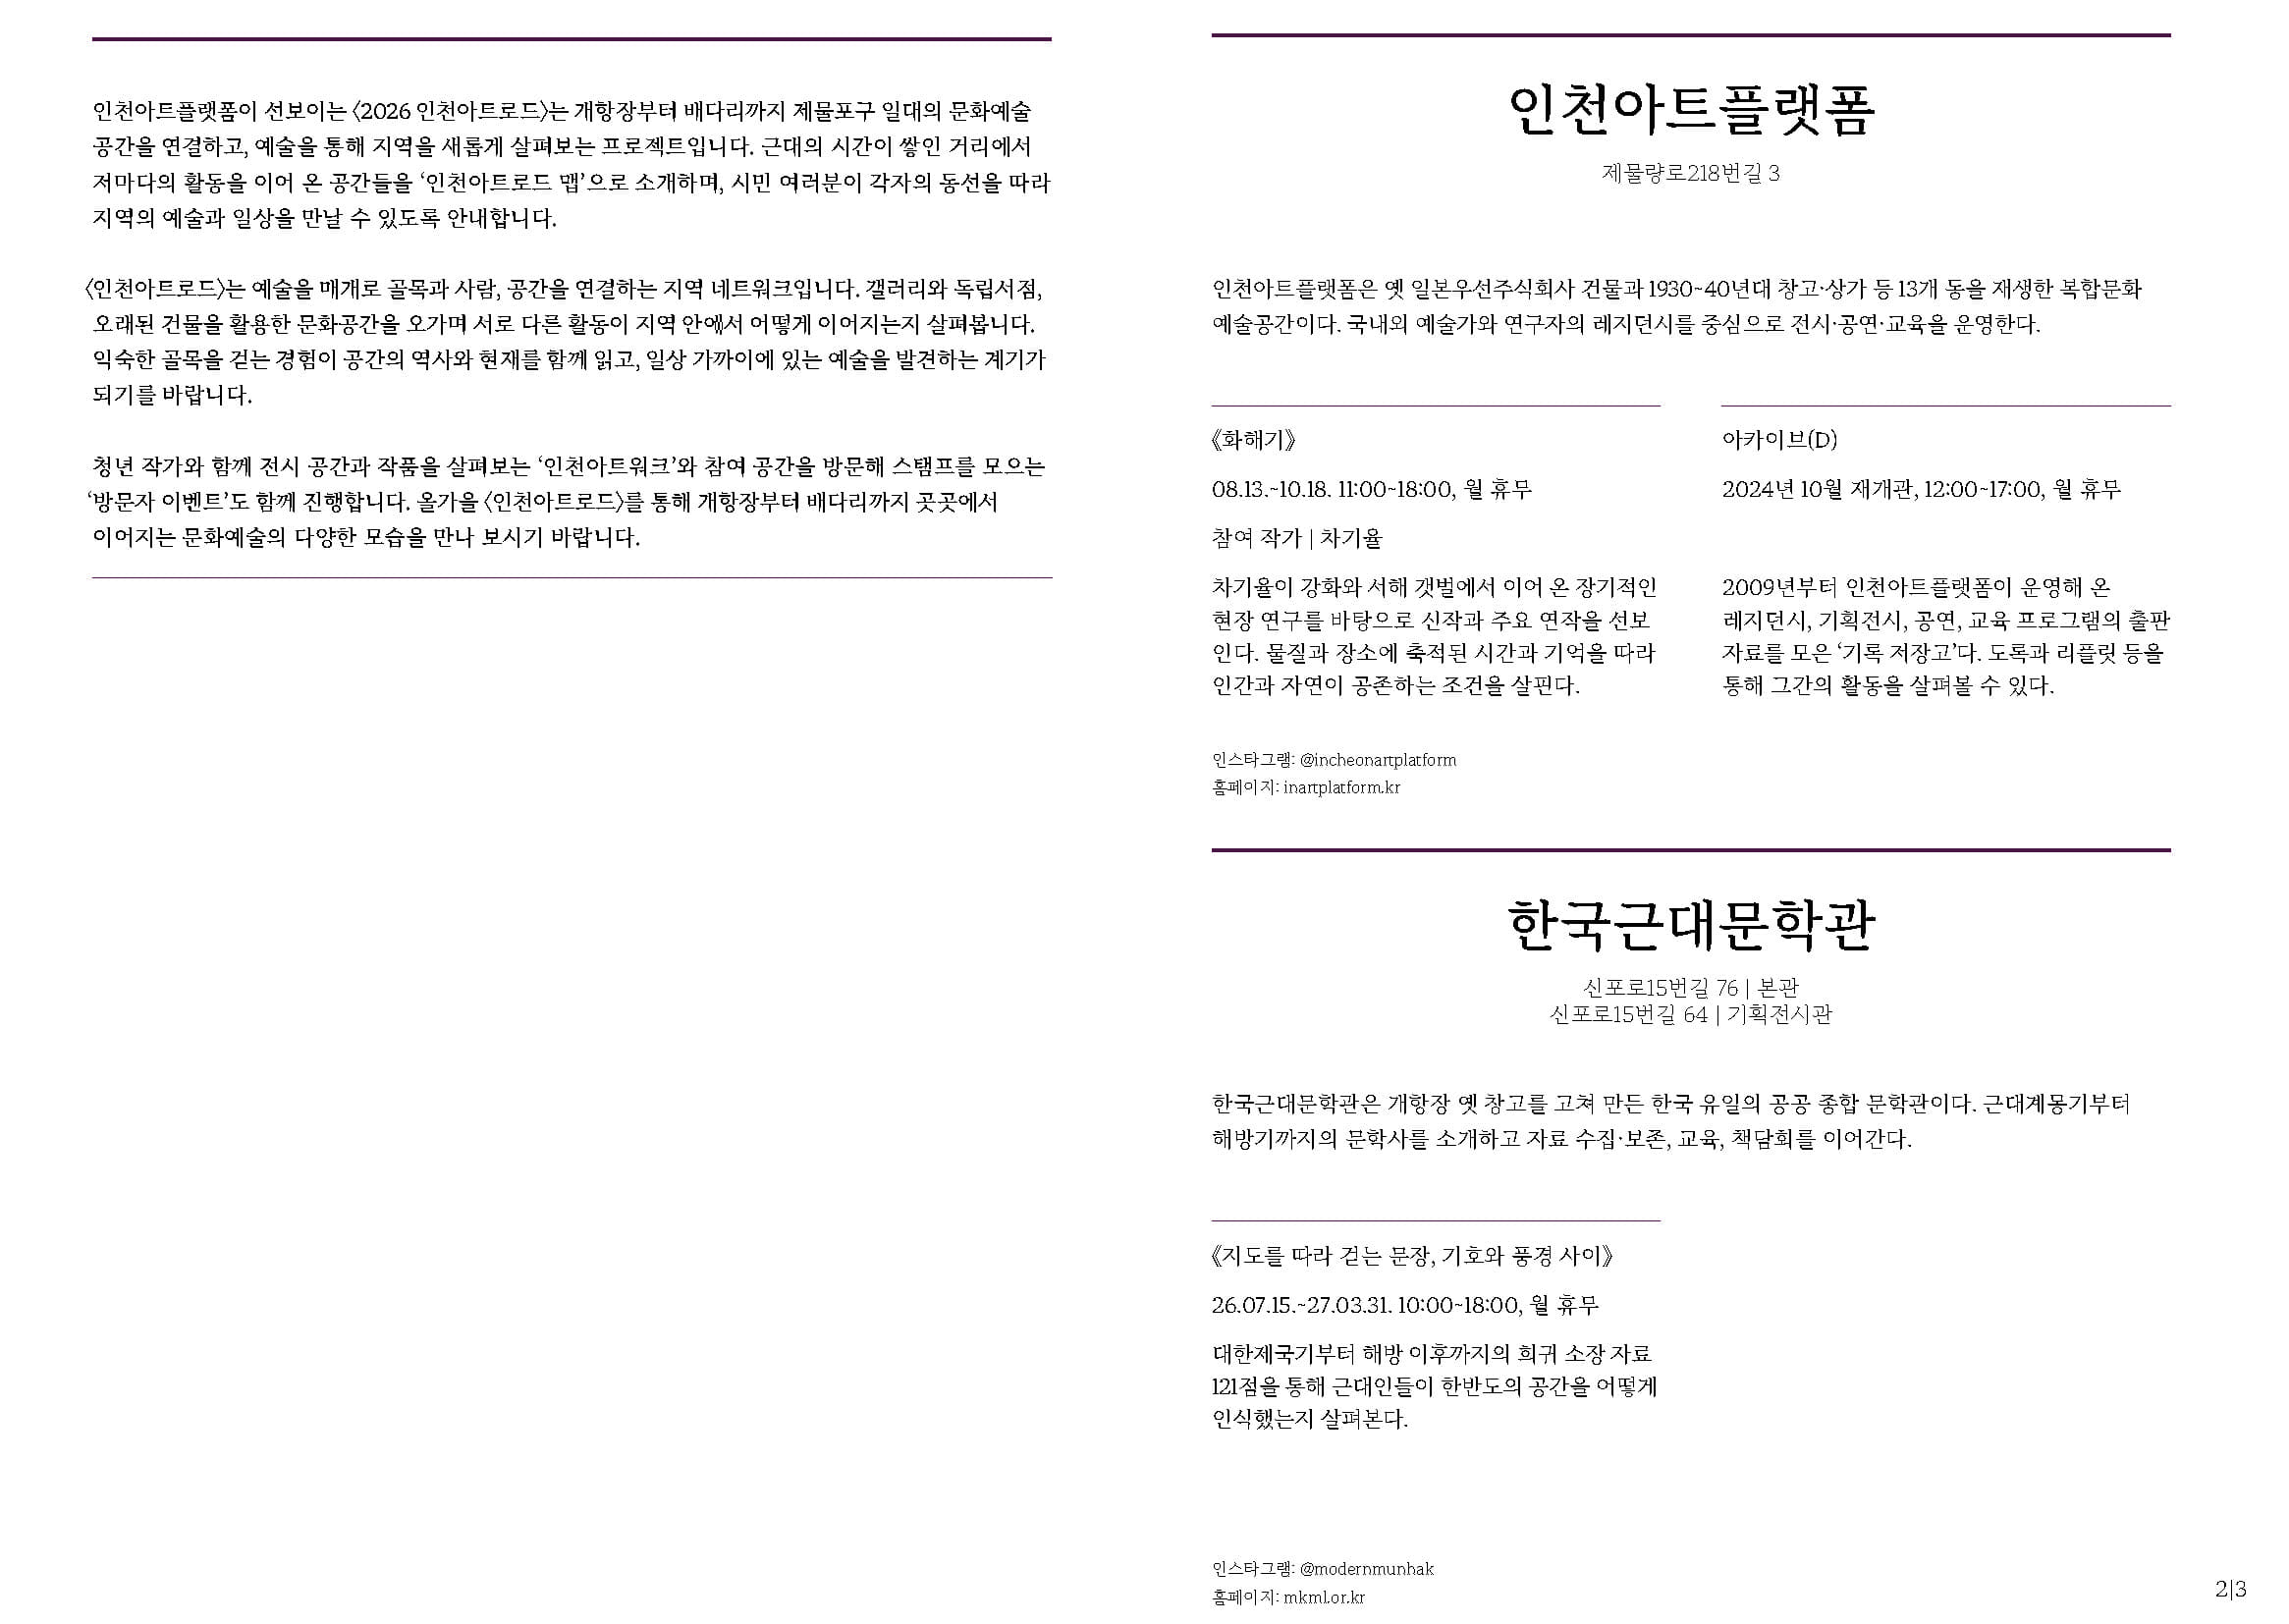 인천아트플랫폼이 선보이는 〈2026 인천아트로드〉는 개항장부터 배다리까지 제물포구 일대의 문화예술
공간을 연결하고, 예술을 통해 지역을 새롭게 살펴보는 프로젝트입니다. 근대의 시간이 쌓인 거리에서
저마다의 활동을 이어 온 공간들을 ‘인천아트로드 맵’으로 소개하며, 시민 여러분이 각자의 동선을 따라
지역의 예술과 일상을 만날 수 있도록 안내합니다.
〈인천아트로드〉는 예술을 매개로 골목과 사람, 공간을 연결하는 지역 네트워크입니다. 갤러리와 독립서점,
오래된 건물을 활용한 문화공간을 오가며 서로 다른 활동이 지역 안에서 어떻게 이어지는지 살펴봅니다.
익숙한 골목을 걷는 경험이 공간의 역사와 현재를 함께 읽고, 일상 가까이에 있는 예술을 발견하는 계기가
되기를 바랍니다.
청년 작가와 함께 전시 공간과 작품을 살펴보는 ‘인천아트워크’와 참여 공간을 방문해 스탬프를 모으는
‘방문자 이벤트’도 함께 진행합니다. 올가을 〈인천아트로드〉를 통해 개항장부터 배다리까지 곳곳에서
이어지는 문화예술의 다양한 모습을 만나 보시기 바랍니다.
인천아트플랫폼
제물량로218번길 3
인천아트플랫폼은 옛 일본우선주식회사 건물과 1930~40년대 창고·상가 등 13개 동을 재생한 복합문화
예술공간이다. 국내외 예술가와 연구자의 레지던시를 중심으로 전시·공연·교육을 운영한다.
《화해기》
08.13.~10.18. 11:00~18:00, 월 휴무
참여 작가 | 차기율
차기율이 강화와 서해 갯벌에서 이어 온 장기적인
현장 연구를 바탕으로 신작과 주요 연작을 선보
인다. 물질과 장소에 축적된 시간과 기억을 따라
인간과 자연이 공존하는 조건을 살핀다.
아카이브(D)
2024년 10월 재개관, 12:00~17:00, 월 휴무
2009년부터 인천아트플랫폼이 운영해 온
레지던시, 기획전시, 공연, 교육 프로그램의 출판
자료를 모은 ‘기록 저장고’다. 도록과 리플릿 등을
통해 그간의 활동을 살펴볼 수 있다.
인스타그램: @incheonartplatform
홈페이지: inartplatform.kr
한국근대문학관
신포로15번길 76 | 본관
신포로15번길 64 | 기획전시관
한국근대문학관은 개항장 옛 창고를 고쳐 만든 한국 유일의 공공 종합 문학관이다. 근대계몽기부터
해방기까지의 문학사를 소개하고 자료 수집·보존, 교육, 책담회를 이어간다.
《지도를 따라 걷는 문장, 기호와 풍경 사이》
26.07.15.~27.03.31. 10:00~18:00, 월 휴무
대한제국기부터 해방 이후까지의 희귀 소장 자료
121점을 통해 근대인들이 한반도의 공간을 어떻게
인식했는지 살펴본다.
인스타그램: @modernmunhak
홈페이지: mkml.or.kr
2|3